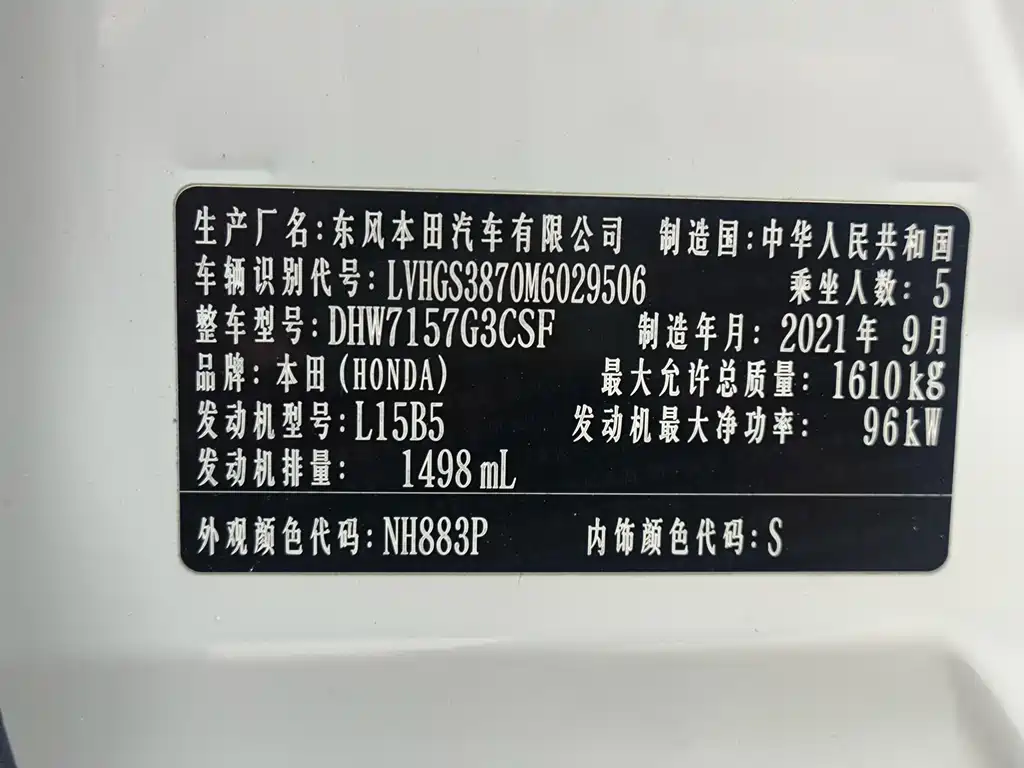 生产厂名:东风本田汽车有限公司 制造国:中华人民共和国
车辆识别代号:LVHGS3870M6029506 乘坐人数:5
整车型号:DHW7157G3CSF 制造年月:2021年9月
品牌:本田(HONDA) 最大允许总质量:1610kg
发动机型号:L15B5 发动机最大净功率:96kW
发动机排量:1498mL
外观颜色代码:NH883P 内饰颜色代码:S